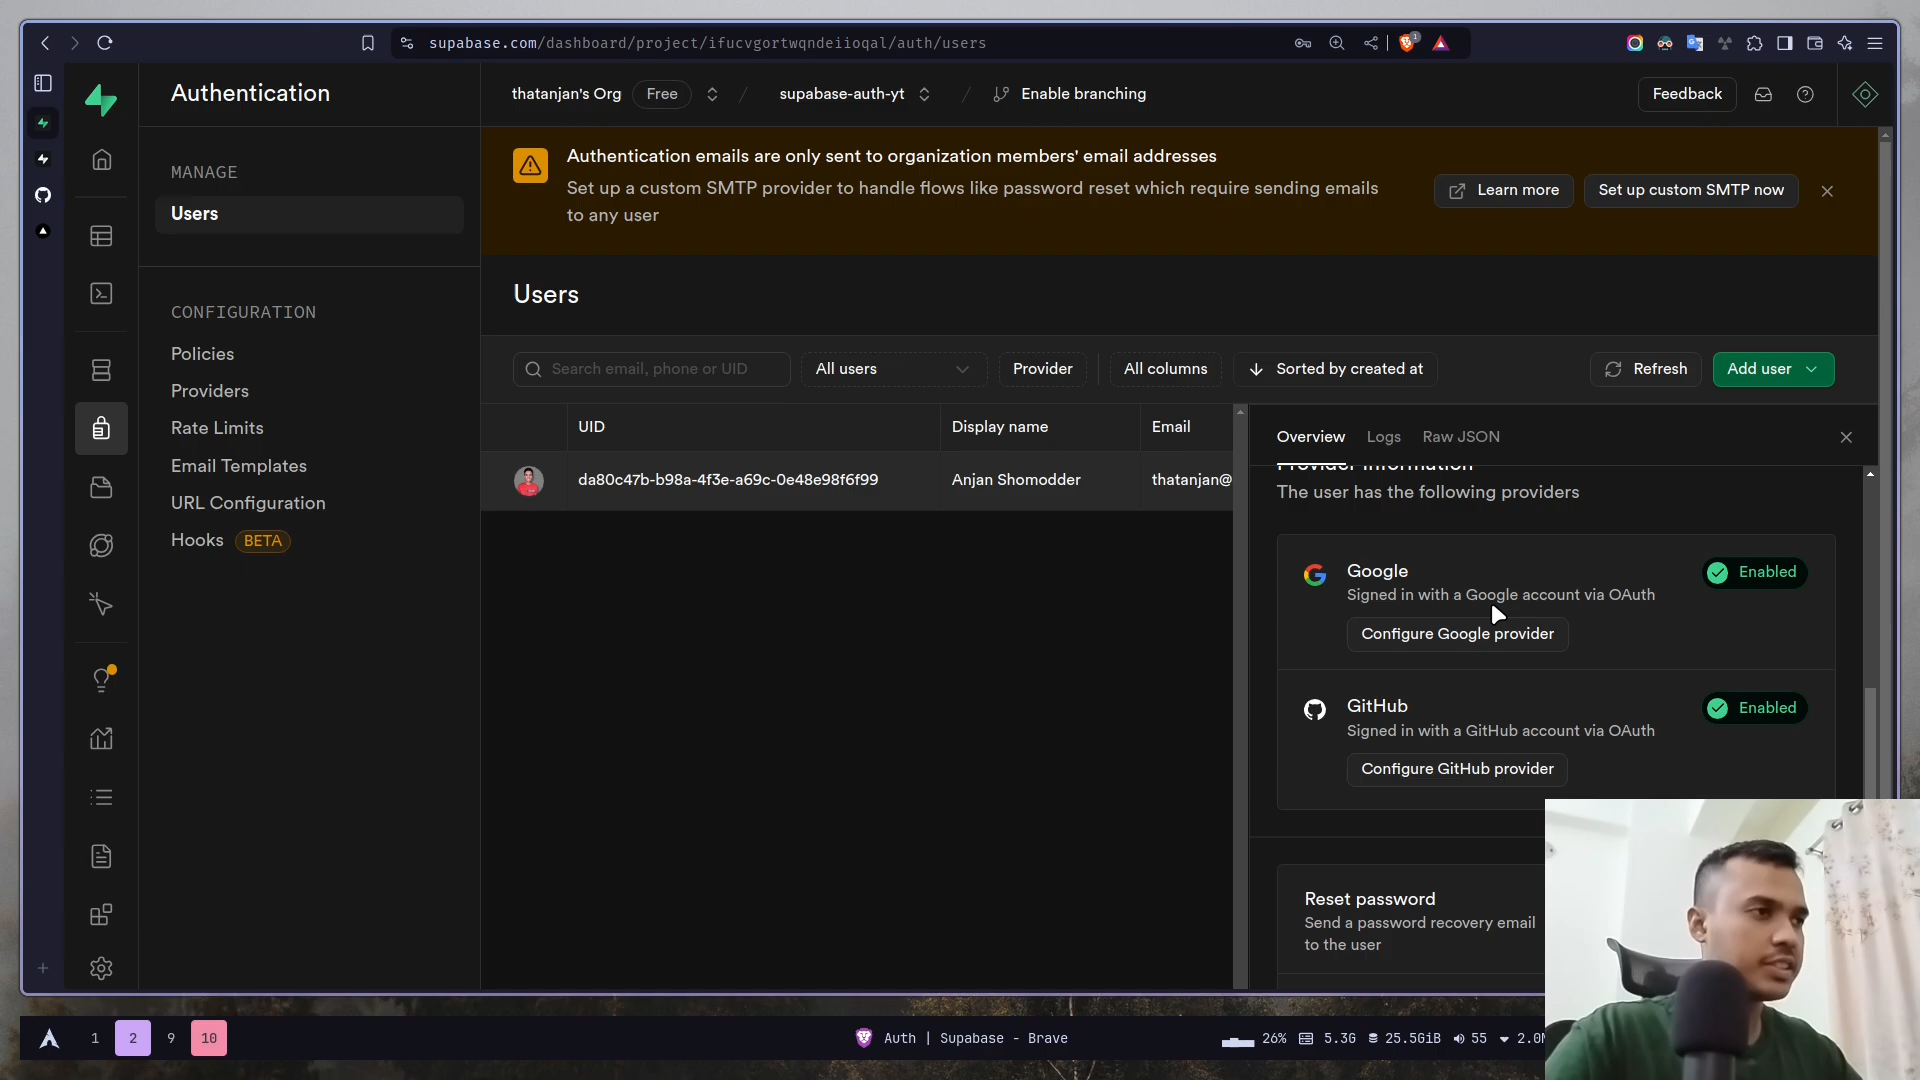 supabase.com/dashboard/project/ifucvgortwqndeiioqal/auth/users
1
Authentication
thatanjan's Org Free / supabase-auth-yt / Enable branching
Feedback
MANAGE
Users
Authentication emails are only sent to organization members' email addresses
Set up a custom SMTP provider to handle flows like password reset which require sending emails
to any user
Learn more
Set up custom SMTP now
CONFIGURATION
Policies
Providers
Rate Limits
Email Templates
URL Configuration
Hooks BETA
Users
Search email, phone or UID
All users
Provider
All columns
Sorted by created at
Refresh
Add user
UID Display name Email
da80c47b-b98a-4f3e-a69c-0e48e98f6f99 Anjan Shomodder thatanjan@
Overview Logs Raw JSON
Provider Information
The user has the following providers
Google
Enabled
Signed in with a Google account via OAuth
Configure Google provider
GitHub
Enabled
Signed in with a GitHub account via OAuth
Configure GitHub provider
Reset password
Send a password recovery email
to the user
1 2 9 10
Auth | Supabase - Brave
26% 5.3G 25.5GiB 55 2.0